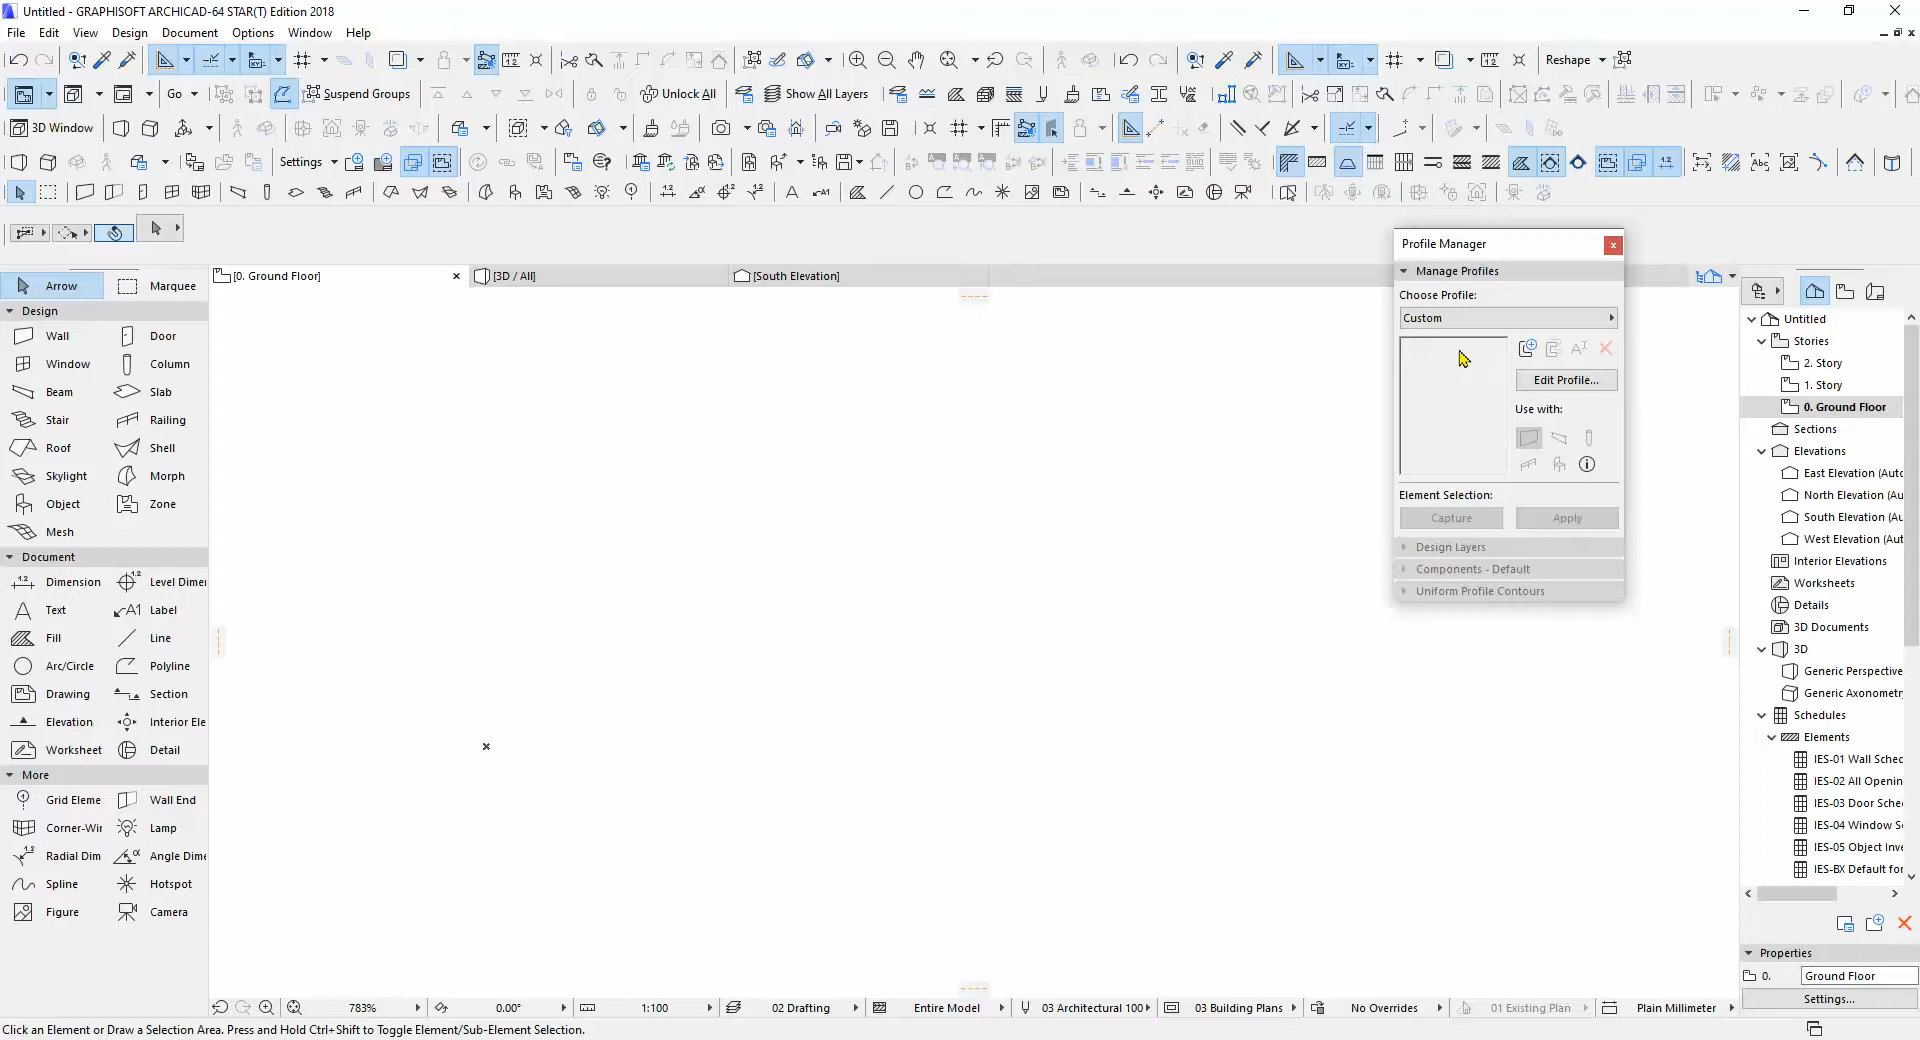 Untitled - GRAPHISOFT ARCHICAD-64 STAR(T) Edition 2018
File Edit View Design Document Options Window Help
Reshape
Go Suspend Groups Unlock All Show All Layers
3D Window
Settings
Profile Manager
Manage Profiles
Choose Profile:
Custom
Edit Profile...
Use with:
Element Selection:
Capture Apply
Design Layers
Components - Default
Uniform Profile Contours
[0. Ground Floor] [3D / All] [South Elevation]
Arrow Marquee
Design
Wall Door
Window Column
Beam Slab
Stair Railing
Roof Shell
Skylight Morph
Object Zone
Mesh
Document
Dimension Level Dimer
Text Label
Fill Line
Arc/Circle Polyline
Drawing Section
Elevation Interior Ele
Worksheet Detail
More
Grid Eleme Wall End
Corner-Wir Lamp
Radial Dim Angle Dime
Spline Hotspot
Figure Camera
Untitled
Stories
2. Story
1. Story
0. Ground Floor
Sections
Elevations
East Elevation (Auto
North Elevation (Au
South Elevation (Au
West Elevation (Aut
Interior Elevations
Worksheets
Details
3D Documents
3D
Generic Perspective
Generic Axonometr
Schedules
Elements
IES-01 Wall Sched
IES-02 All Openin
IES-03 Door Sche
IES-04 Window S
IES-05 Object Inve
IES-BX Default for
Properties
0. Ground Floor
Settings...
783% 0.00° 1:100 02 Drafting Entire Model 03 Architectural 100 03 Building Plans No Overrides 01 Existing Plan Plain Millimeter
Click an Element or Draw a Selection Area. Press and Hold Ctrl+Shift to Toggle Element/Sub-Element Selection.